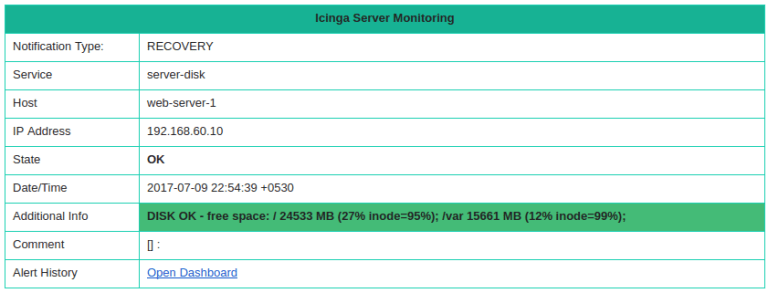 Icinga Server Monitoring
Notification Type: RECOVERY
Service server-disk
Host web-server-1
IP Address 192.168.60.10
State OK
Date/Time 2017-07-09 22:54:39 +0530
Additional Info DISK OK - free space: / 24533 MB (27% inode=95%); /var 15661 MB (12% inode=99%);
Comment [] :
Alert History Open Dashboard